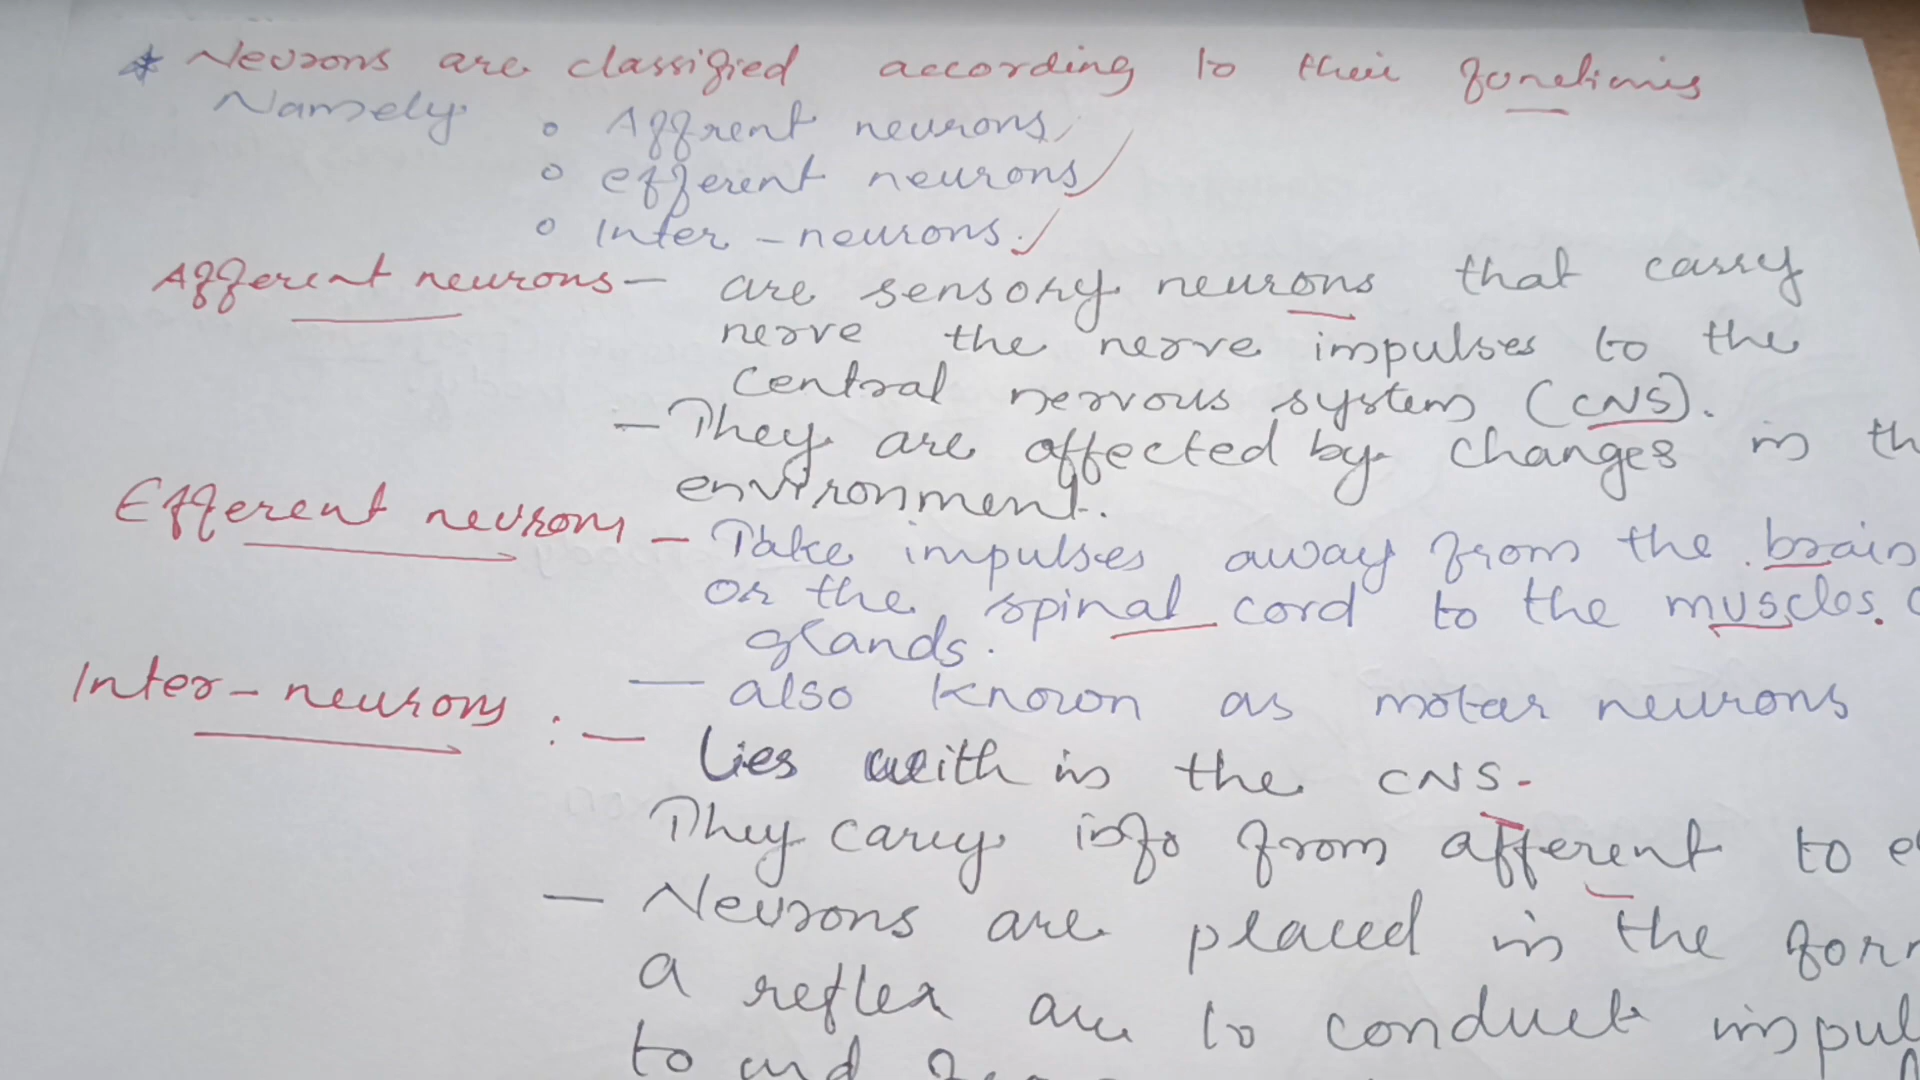 * Neurons are classified according to their functions
Namely
o Affrent neurons
o efferent neurons
o Inter - neurons.
Afferent neurons — are sensory neurons that carry
nerve the nerve impulses to the
central nervous system (CNS).
— They are affected by changes in th
environment.
Efferent neurons — Take impulses away from the brain
or the spinal cord to the muscles.
glands.
— also known as motar neurons
Inter - neurons : — Lies with in the CNS.
They carry info from afferent to e
— Neurons are placed in the form
a reflex arc to conduct impul
to and